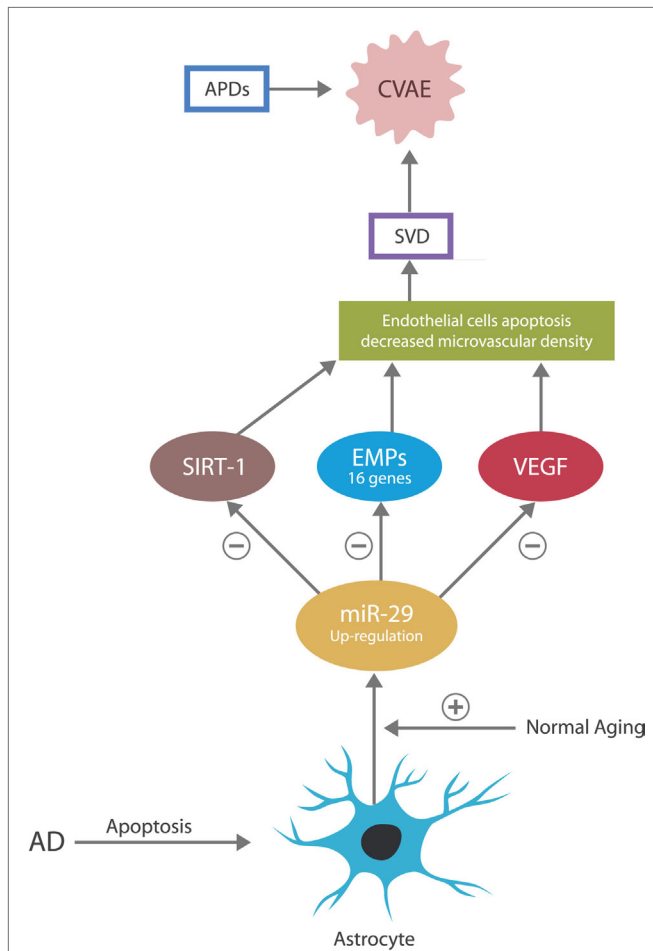 APDs
CVAE
SVD
Endothelial cells apoptosis
decreased microvascular density
SIRT-1
EMPs
16 genes
VEGF
−
−
−
miR-29
Up-regulation
+
Normal Aging
AD
Apoptosis
Astrocyte